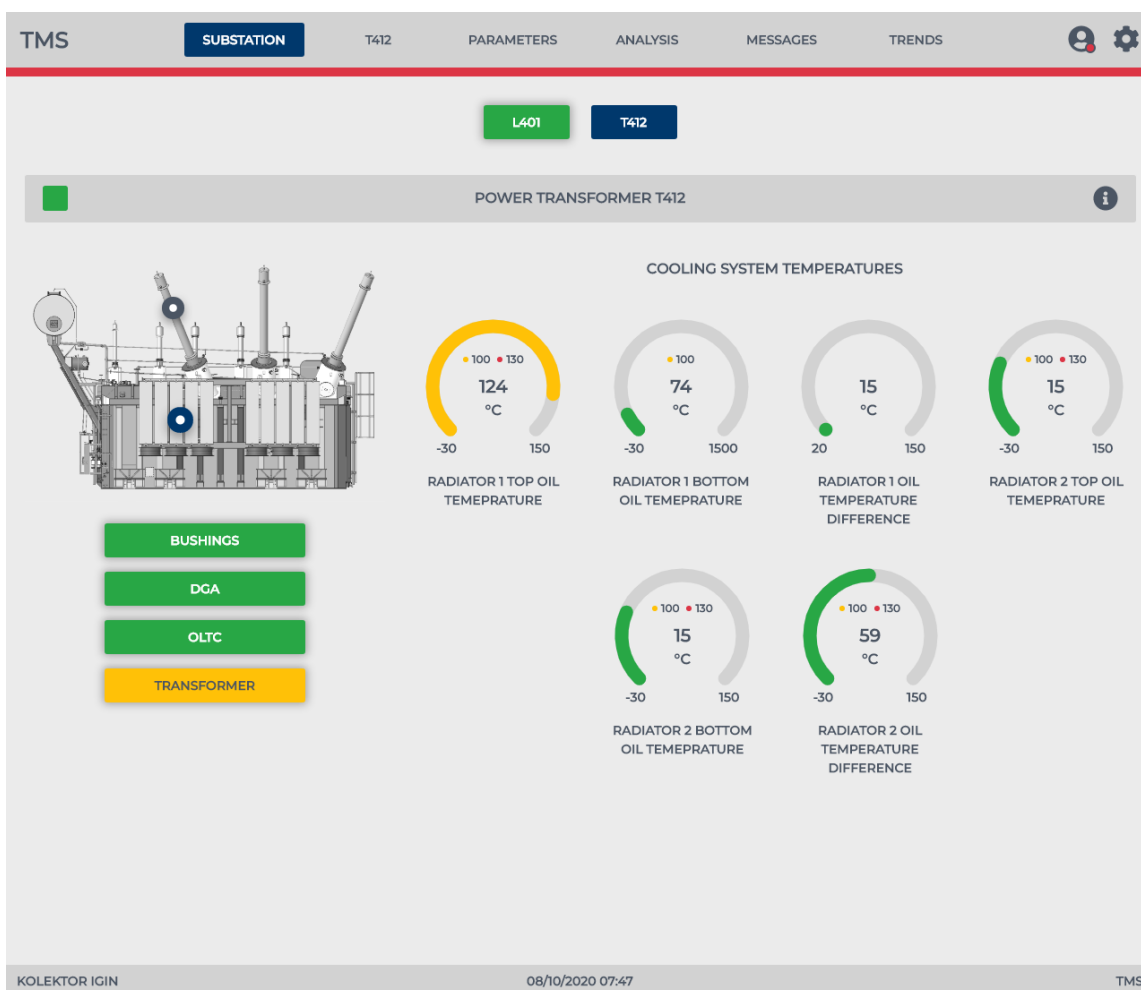 TMS
SUBSTATION
T412
PARAMETERS
ANALYSIS
MESSAGES
TRENDS
L401
T412
POWER TRANSFORMER T412
COOLING SYSTEM TEMPERATURES
100 130
124
°C
-30 150
RADIATOR 1 TOP OIL
TEMEPRATURE
100
74
°C
-30 1500
RADIATOR 1 BOTTOM
OIL TEMEPRATURE
15
°C
20 150
RADIATOR 1 OIL
TEMPERATURE
DIFFERENCE
100 130
15
°C
-30 150
RADIATOR 2 TOP OIL
TEMEPRATURE
BUSHINGS
DGA
OLTC
TRANSFORMER
100 130
15
°C
-30 150
RADIATOR 2 BOTTOM
OIL TEMEPRATURE
100 130
59
°C
-30 150
RADIATOR 2 OIL
TEMPERATURE
DIFFERENCE
KOLEKTOR IGIN
08/10/2020 07:47
TMS